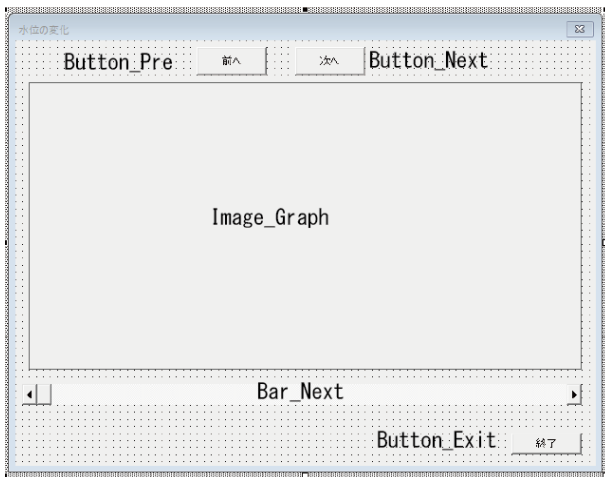 水位の変化
Button_Pre 前へ 次へ Button_Next
Image_Graph
Bar_Next
Button_Exit 終了